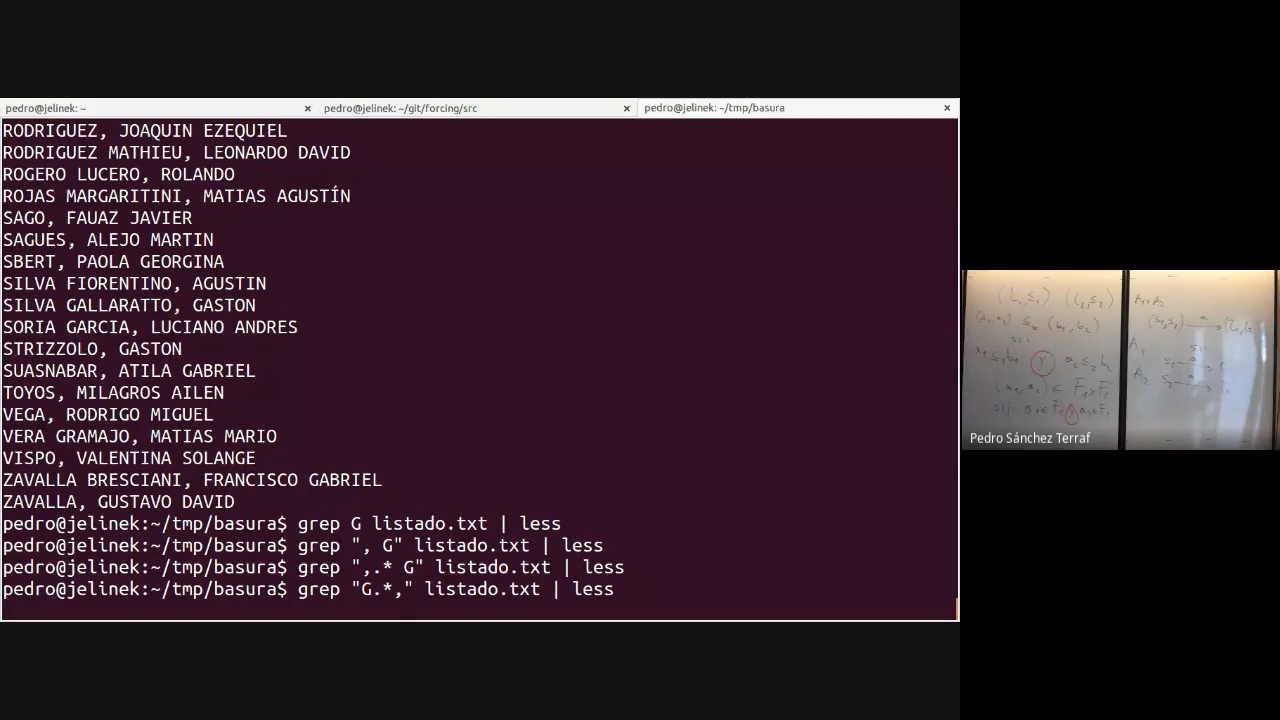 pedro@jelinek: ~ × pedro@jelinek: ~/git/forcing/src × pedro@jelinek: ~/tmp/basura ×
RODRIGUEZ, JOAQUIN EZEQUIEL
RODRIGUEZ MATHIEU, LEONARDO DAVID
ROGERO LUCERO, ROLANDO
ROJAS MARGARITINI, MATIAS AGUSTÍN
SAGO, FAUAZ JAVIER
SAGUES, ALEJO MARTIN
SBERT, PAOLA GEORGINA
SILVA FIORENTINO, AGUSTIN
SILVA GALLARATTO, GASTON
SORIA GARCIA, LUCIANO ANDRES
STRIZZOLO, GASTON
SUASNABAR, ATILA GABRIEL
TOYOS, MILAGROS AILEN
VEGA, RODRIGO MIGUEL
VERA GRAMAJO, MATIAS MARIO
VISPO, VALENTINA SOLANGE
ZAVALLA BRESCIANI, FRANCISCO GABRIEL
ZAVALLA, GUSTAVO DAVID
pedro@jelinek:~/tmp/basura$ grep G listado.txt | less
pedro@jelinek:~/tmp/basura$ grep ", G" listado.txt | less
pedro@jelinek:~/tmp/basura$ grep ",.* G" listado.txt | less
pedro@jelinek:~/tmp/basura$ grep "G.*," listado.txt | less
(L₁,≤₁) (L₂,≤₂)
Pedro Sánchez Terraf